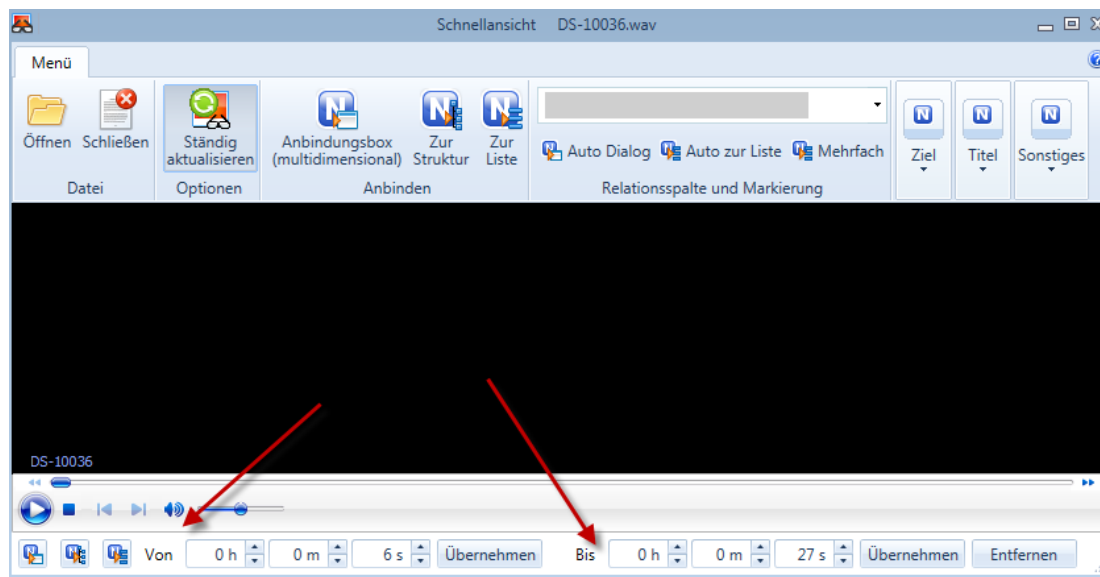 Schnellansicht DS-10036.wav
Menü
Öffnen Schließen Ständig aktualisieren Anbindungsbox (multidimensional) Zur Struktur Zur Liste
Auto Dialog Auto zur Liste Mehrfach Ziel Titel Sonstiges
Datei Optionen Anbinden Relationsspalte und Markierung
DS-10036
Von 0 h 0 m 6 s Übernehmen Bis 0 h 0 m 27 s Übernehmen Entfernen